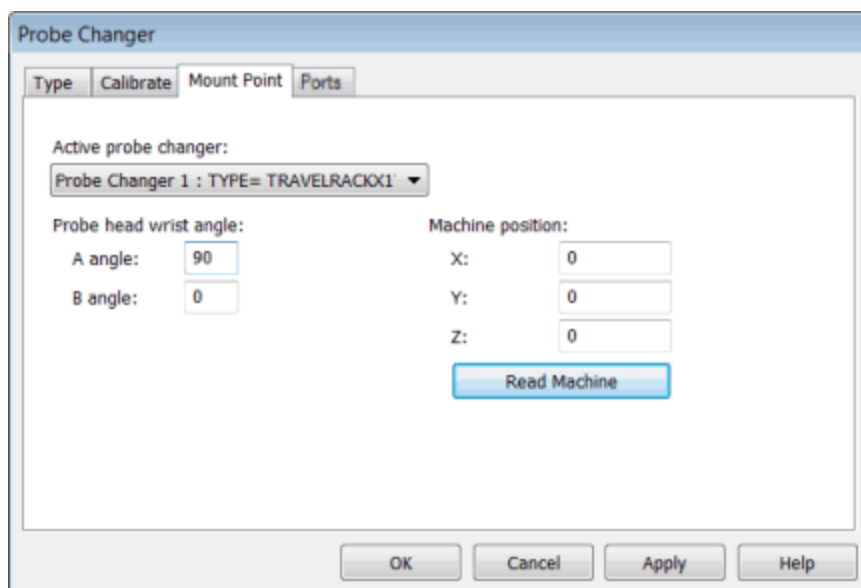 Probe Changer
Type Calibrate Mount Point Ports
Active probe changer:
Probe Changer 1 : TYPE= TRAVELRACKX1
Probe head wrist angle: Machine position:
A angle: 90 X: 0
B angle: 0 Y: 0
Z: 0
Read Machine
OK Cancel Apply Help